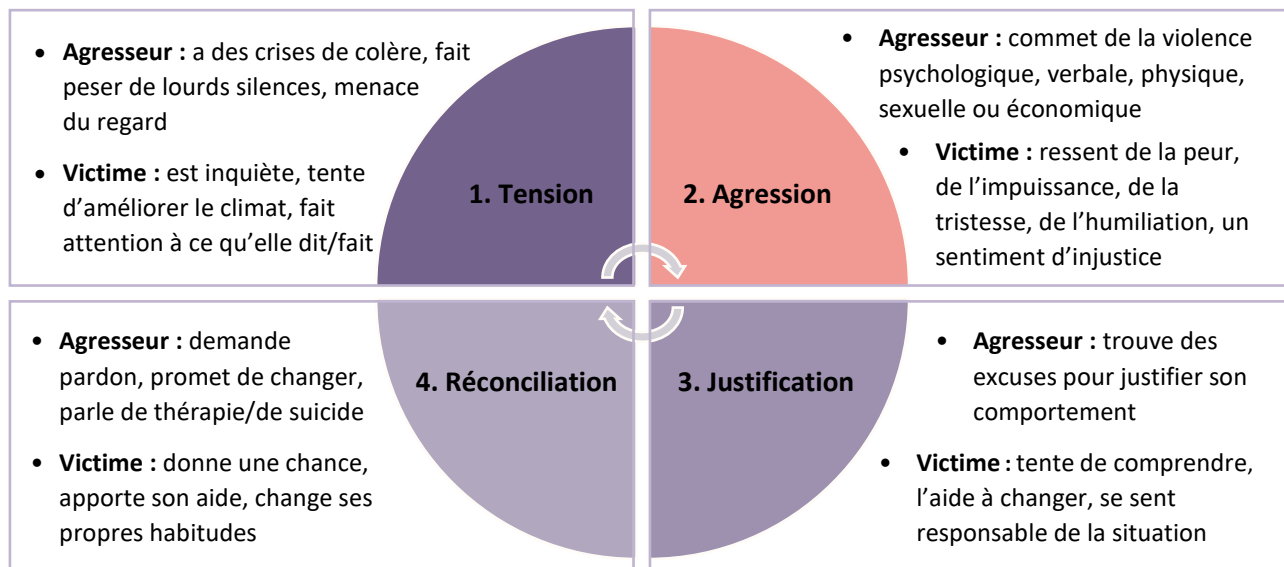 • Agresseur : a des crises de colère, fait
peser de lourds silences, menace
du regard
• Victime : est inquiète, tente
d’améliorer le climat, fait
attention à ce qu’elle dit/fait
1. Tension
• Agresseur : commet de la violence
psychologique, verbale, physique,
sexuelle ou économique
• Victime : ressent de la peur,
de l’impuissance, de la
tristesse, de l’humiliation, un
sentiment d’injustice
2. Agression
• Agresseur : trouve des
excuses pour justifier son
comportement
• Victime : tente de comprendre,
l’aide à changer, se sent
responsable de la situation
3. Justification
• Agresseur : demande
pardon, promet de changer,
parle de thérapie/de suicide
• Victime : donne une chance,
apporte son aide, change ses
propres habitudes
4. Réconciliation